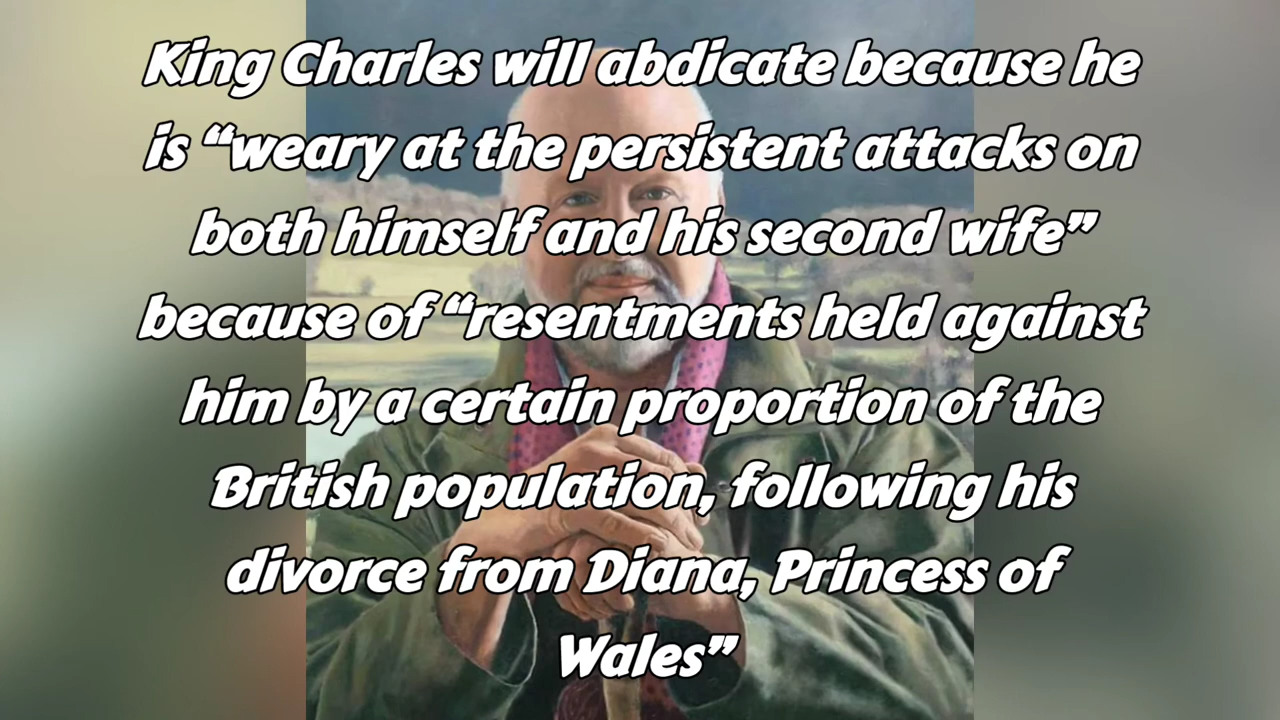 King Charles will abdicate because he
is “weary at the persistent attacks on
both himself and his second wife”
because of “resentments held against
him by a certain proportion of the
British population, following his
divorce from Diana, Princess of
Wales”